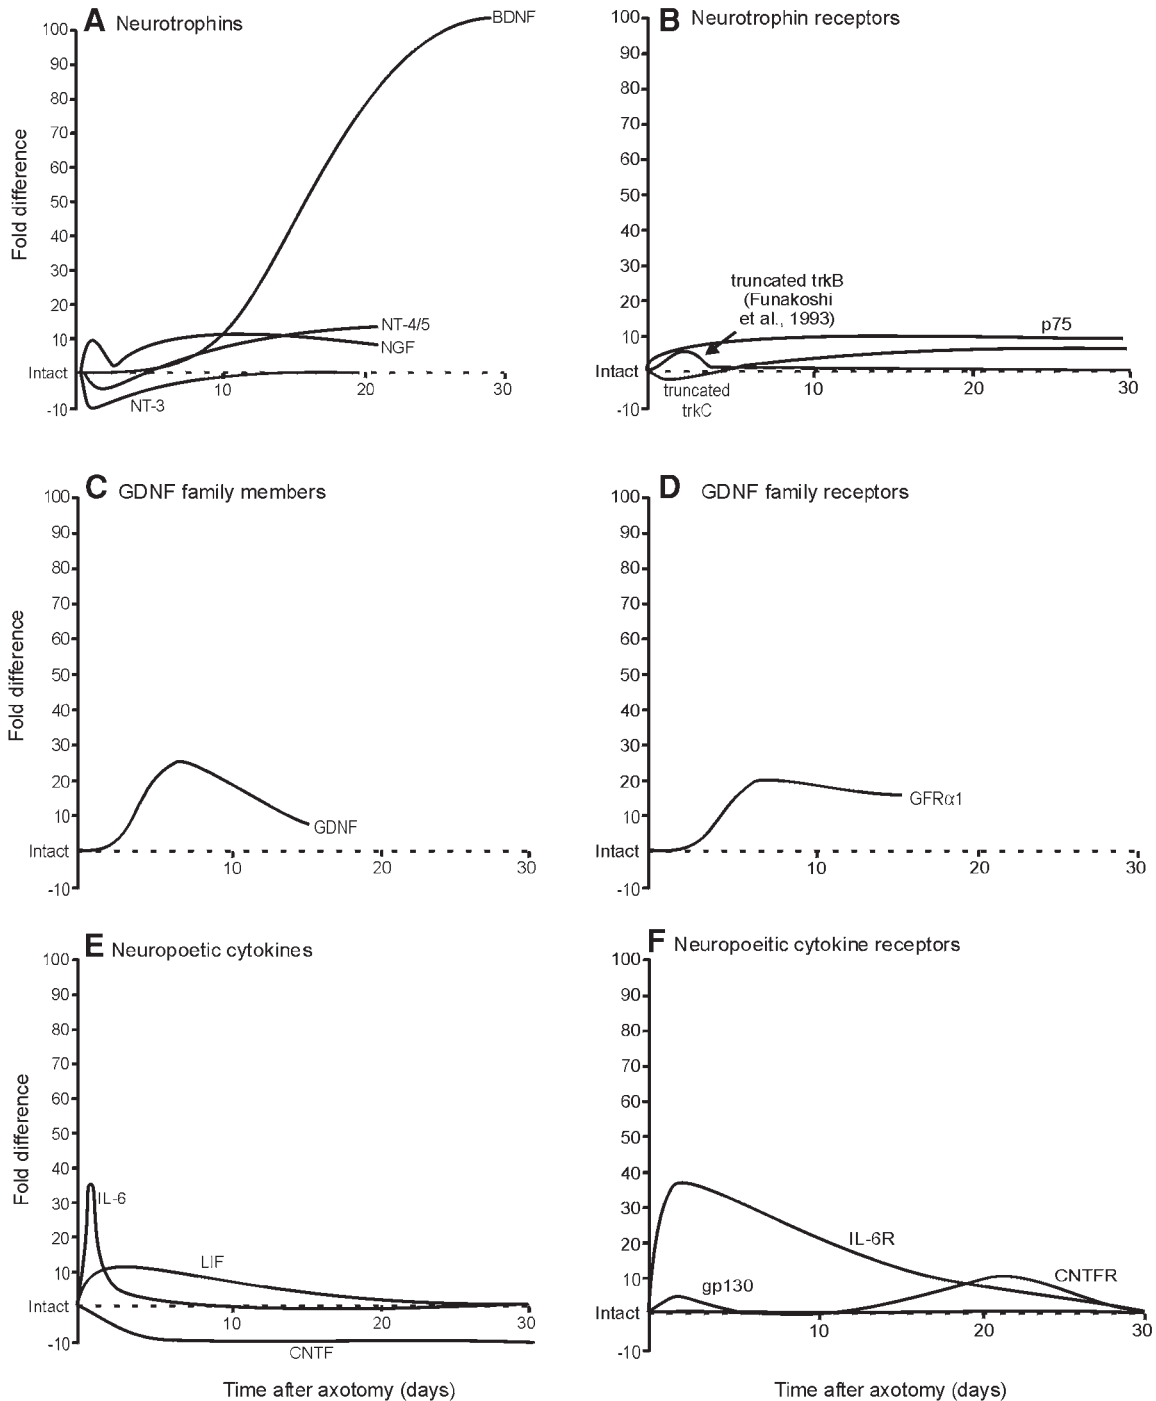 A Neurotrophins
100
90
80
70
60
50
40
30
20
10
Intact
-10
Fold difference
BDNF
NT-4/5
NGF
NT-3
10
20
30
B Neurotrophin receptors
100
90
80
70
60
50
40
30
20
10
Intact
-10
truncated trkB
(Funakoshi
et al., 1993)
p75
truncated
trkC
10
20
30
C GDNF family members
100
90
80
70
60
50
40
30
20
10
Intact
-10
Fold difference
GDNF
10
20
30
D GDNF family receptors
100
90
80
70
60
50
40
30
20
10
Intact
-10
GFRα1
10
20
30
E Neuropoetic cytokines
100
90
80
70
60
50
40
30
20
10
Intact
-10
Fold difference
IL-6
LIF
CNTF
10
20
30
Time after axotomy (days)
F Neuropoeitic cytokine receptors
100
90
80
70
60
50
40
30
20
10
Intact
-10
IL-6R
gp130
CNTFR
10
20
30
Time after axotomy (days)